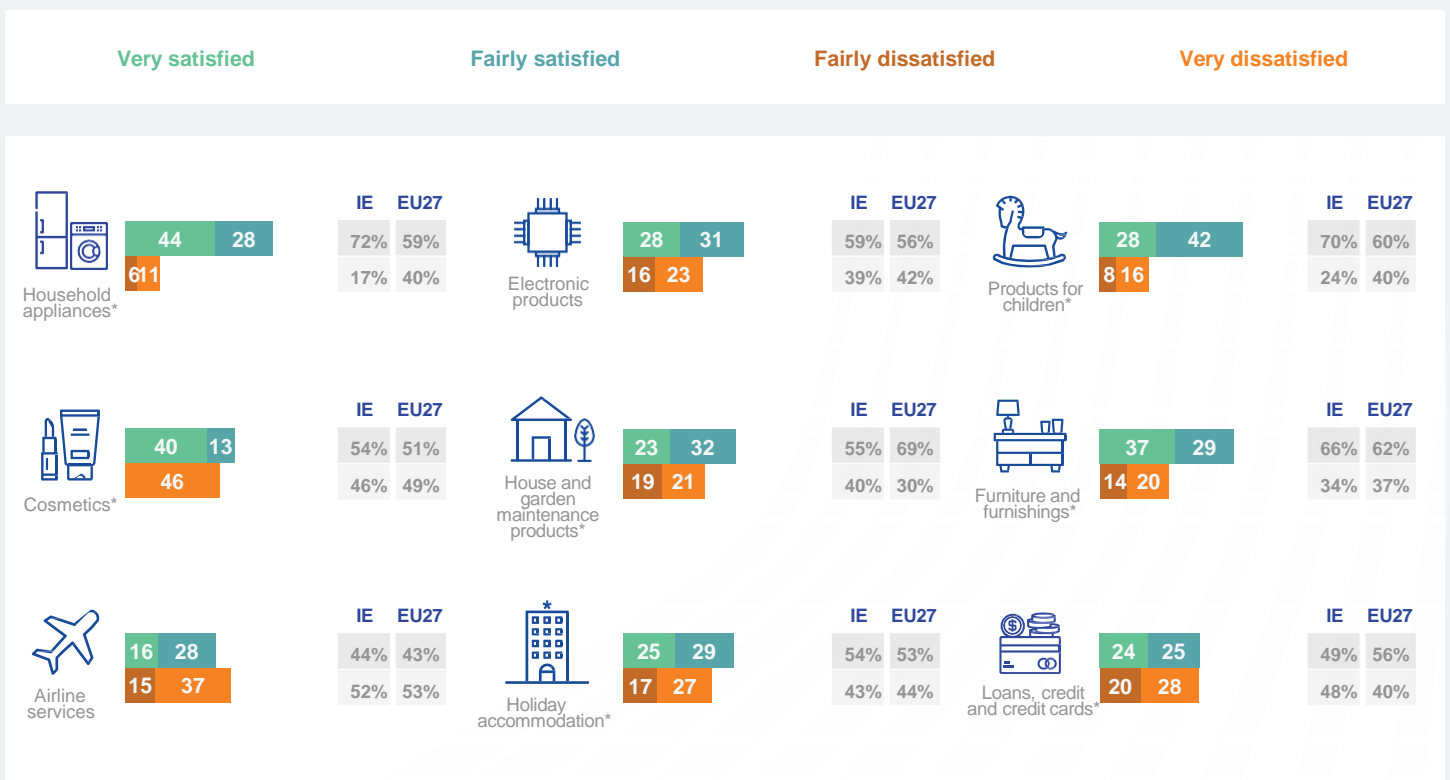 Very satisfied Fairly satisfied Fairly dissatisfied Very dissatisfied
IE EU27
44 28 72% 59%
6 11 17% 40%
Household
appliances*
IE EU27
28 31 59% 56%
16 23 39% 42%
Electronic
products
IE EU27
28 42 70% 60%
8 16 24% 40%
Products for
children*
IE EU27
40 13 54% 51%
46 46% 49%
Cosmetics*
IE EU27
23 32 55% 69%
19 21 40% 30%
House and
garden
maintenance
products*
IE EU27
37 29 66% 62%
14 20 34% 37%
Furniture and
furnishings*
IE EU27
16 28 44% 43%
15 37 52% 53%
Airline
services
IE EU27
25 29 54% 53%
17 27 43% 44%
Holiday
accommodation*
IE EU27
24 25 49% 56%
20 28 48% 40%
Loans, credit
and credit cards*